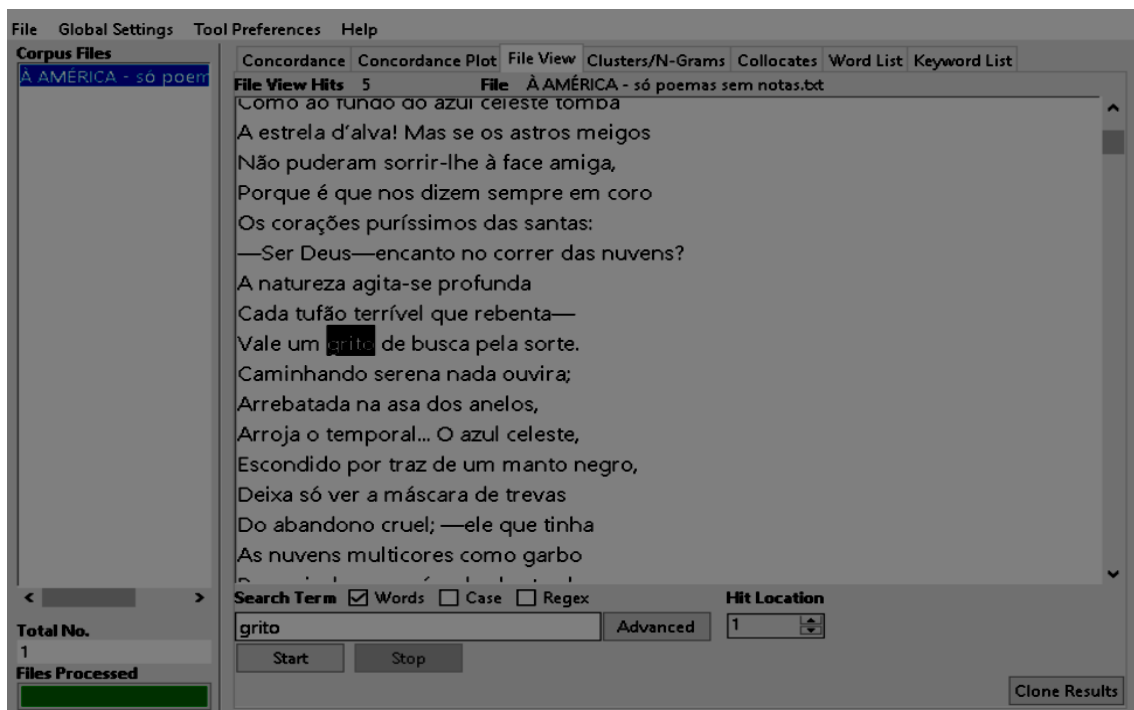 File Global Settings Tool Preferences Help
Corpus Files
À AMÉRICA - só poem
Total No.
1
Files Processed
Concordance Concordance Plot File View Clusters/N-Grams Collocates Word List Keyword List
File View Hits 5 File À AMÉRICA - só poemas sem notas.txt
Como ao fundo do azul celeste tomba
A estrela d’alva! Mas se os astros meigos
Não puderam sorrir-lhe à face amiga,
Porque é que nos dizem sempre em coro
Os corações puríssimos das santas:
—Ser Deus—encanto no correr das nuvens?
A natureza agita-se profunda
Cada tufão terrível que rebenta—
Vale um grito de busca pela sorte.
Caminhando serena nada ouvira;
Arrebatada na asa dos anelos,
Arroja o temporal... O azul celeste,
Escondido por traz de um manto negro,
Deixa só ver a máscara de trevas
Do abandono cruel; —ele que tinha
As nuvens multicores como garbo
Search Term Words Case Regex Hit Location
grito Advanced 1
Start Stop
Clone Results